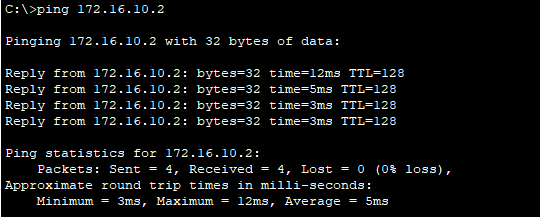 C:\>ping 172.16.10.2
Pinging 172.16.10.2 with 32 bytes of data:
Reply from 172.16.10.2: bytes=32 time=12ms TTL=128
Reply from 172.16.10.2: bytes=32 time=5ms TTL=128
Reply from 172.16.10.2: bytes=32 time=3ms TTL=128
Reply from 172.16.10.2: bytes=32 time=3ms TTL=128
Ping statistics for 172.16.10.2:
    Packets: Sent = 4, Received = 4, Lost = 0 (0% loss),
Approximate round trip times in milli-seconds:
    Minimum = 3ms, Maximum = 12ms, Average = 5ms